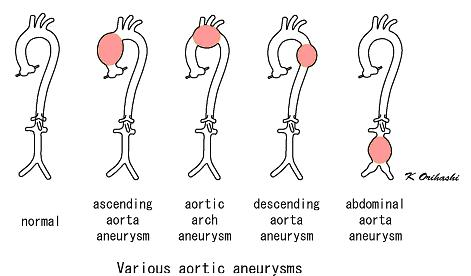 K Orihashi
normal
ascending
aorta
aneurysm
aortic
arch
aneurysm
descending
aorta
aneurysm
abdominal
aorta
aneurysm
Various aortic aneurysms